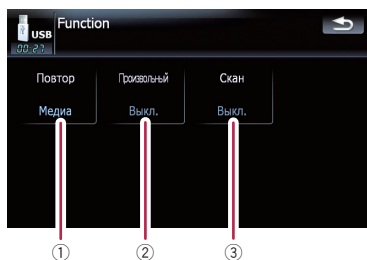 USB
Function
00:27
Повтор
Произвольный
Скан
Медиа
Выкл.
Выкл.
①
②
③